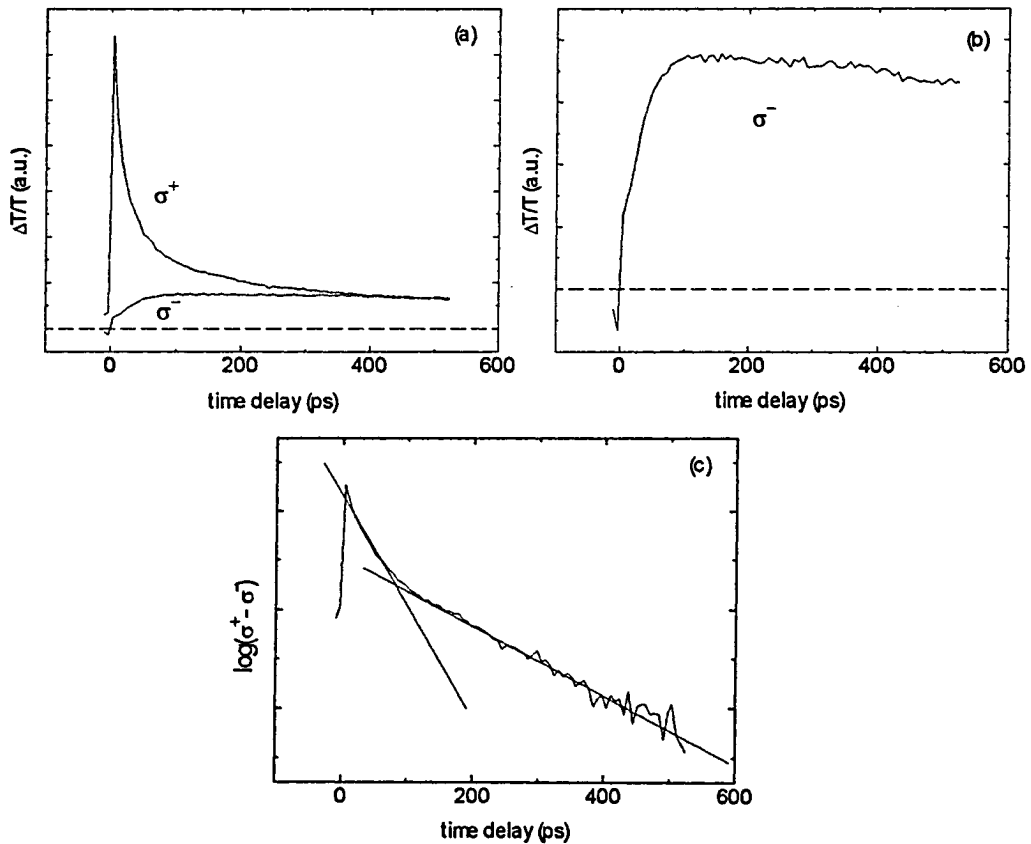 (a)
ΔT/T (a.u.)
σ⁺
σ⁻
0 200 400 600
time delay (ps)
(b)
ΔT/T (a.u.)
σ⁻
0 200 400 600
time delay (ps)
(c)
log(σ⁺- σ⁻)
0 200 400 600
time delay (ps)